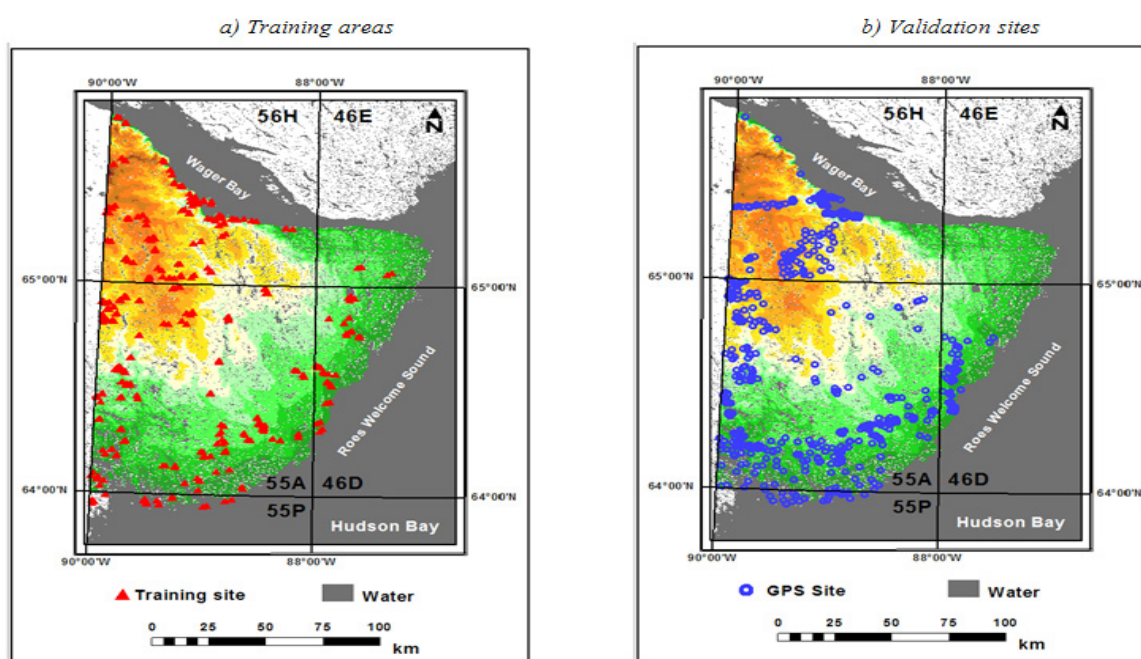 a) Training areas
90°00'W 88°00'W
56H 46E
N
Wager Bay
65°00'N 65°00'N
Roes Welcome Sound
55A 46D
64°00'N 64°00'N
55P
Hudson Bay
90°00'W 88°00'W
Training site Water
0 25 50 75 100
km
b) Validation sites
90°00'W 88°00'W
56H 46E
N
Wager Bay
65°00'N 65°00'N
Roes Welcome Sound
55A 46D
64°00'N 64°00'N
55P
Hudson Bay
90°00'W 88°00'W
GPS Site Water
0 25 50 75 100
km